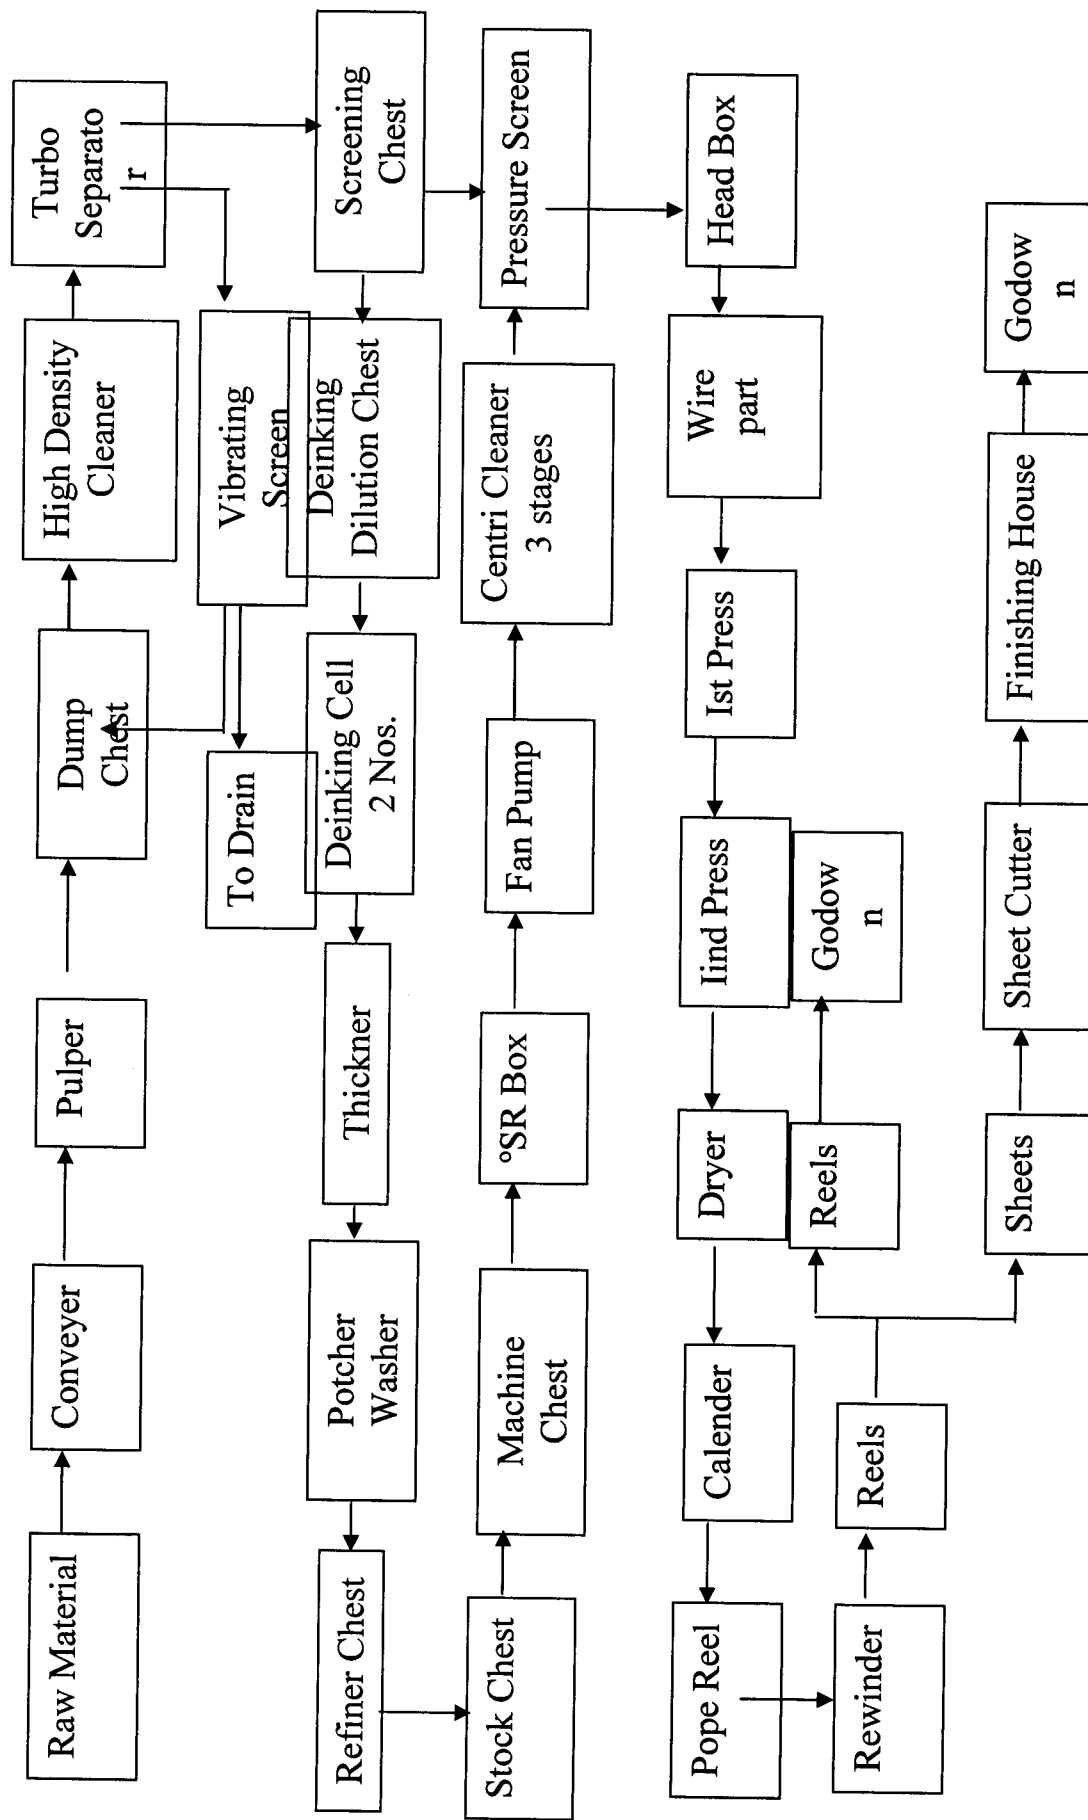 Raw Material
Conveyer
Pulper
Dump
Chest
High Density
Cleaner
Turbo
Separato
r
Vibrating
Screen
To Drain
Screening
Chest
Deinking
Dilution Chest
Deinking Cell
2 Nos.
Thickner
Potcher
Washer
Refiner Chest
Stock Chest
Machine
Chest
°SR Box
Fan Pump
Centri Cleaner
3 stages
Pressure Screen
Head Box
Wire
part
Ist Press
Iind Press
Dryer
Calender
Pope Reel
Rewinder
Reels
Reels
Godow
n
Sheets
Sheet Cutter
Finishing House
Godow
n